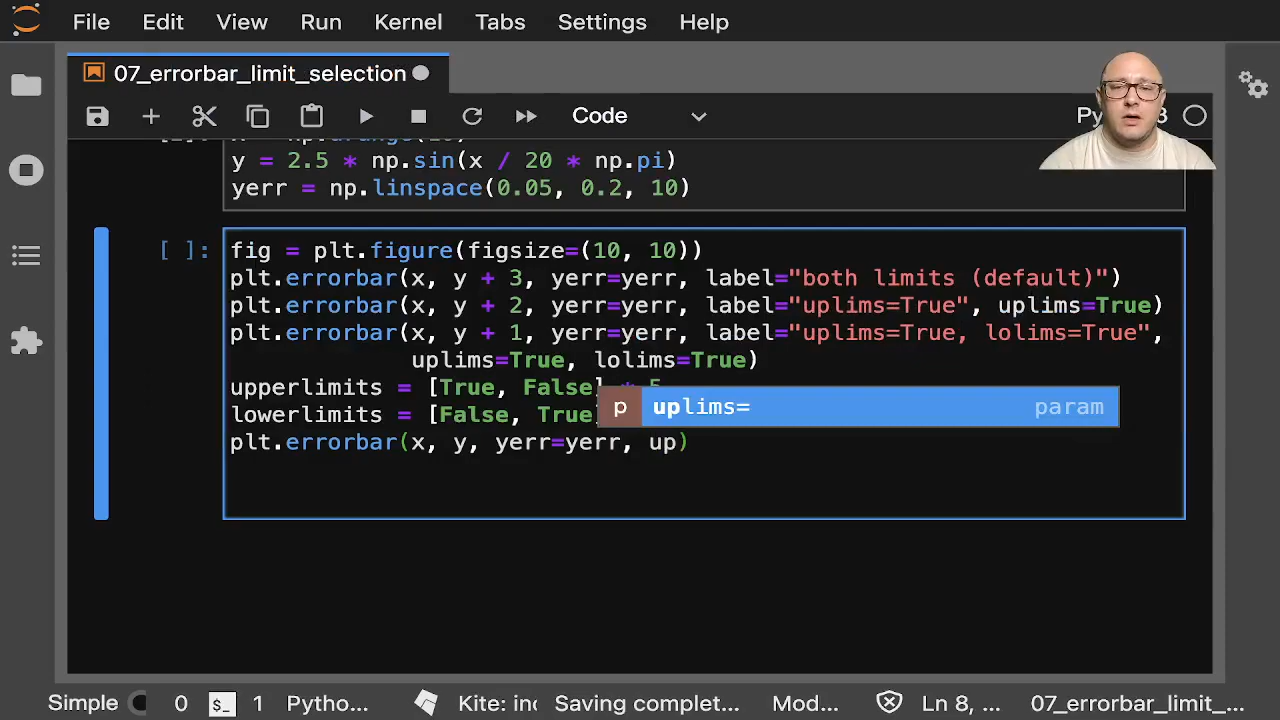 File Edit View Run Kernel Tabs Settings Help
07_errorbar_limit_selection
Code
y = 2.5 * np.sin(x / 20 * np.pi)
yerr = np.linspace(0.05, 0.2, 10)
[ ]:
fig = plt.figure(figsize=(10, 10))
plt.errorbar(x, y + 3, yerr=yerr, label="both limits (default)")
plt.errorbar(x, y + 2, yerr=yerr, label="uplims=True", uplims=True)
plt.errorbar(x, y + 1, yerr=yerr, label="uplims=True, lolims=True",
uplims=True, lolims=True)
upperlimits = [True, False] * 5
lowerlimits = [False, True]
p uplims= param
plt.errorbar(x, y, yerr=yerr, up)
Simple 0 $_ 1 Pytho... Kite: inc Saving complet... Mod... Ln 8, ... 07_errorbar_limit_...